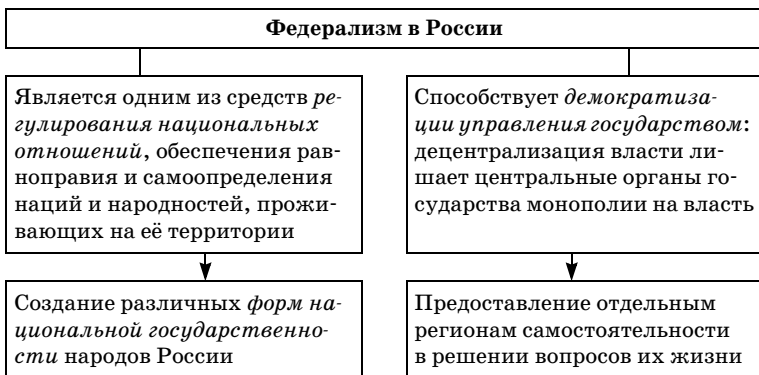 Федерализм в России
Является одним из средств ре-
гулирования национальных
отношений, обеспечения рав-
ноправия и самоопределения
наций и народностей, прожи-
вающих на её территории
Способствует демократиза-
ции управления государством:
децентрализация власти ли-
шает центральные органы го-
сударства монополии на власть
Создание различных форм на-
циональной государственно-
сти народов России
Предоставление отдельным
регионам самостоятельности
в решении вопросов их жизни